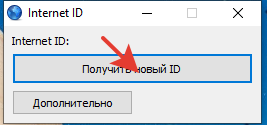 Internet ID
Internet ID:
Получить новый ID
Дополнительно